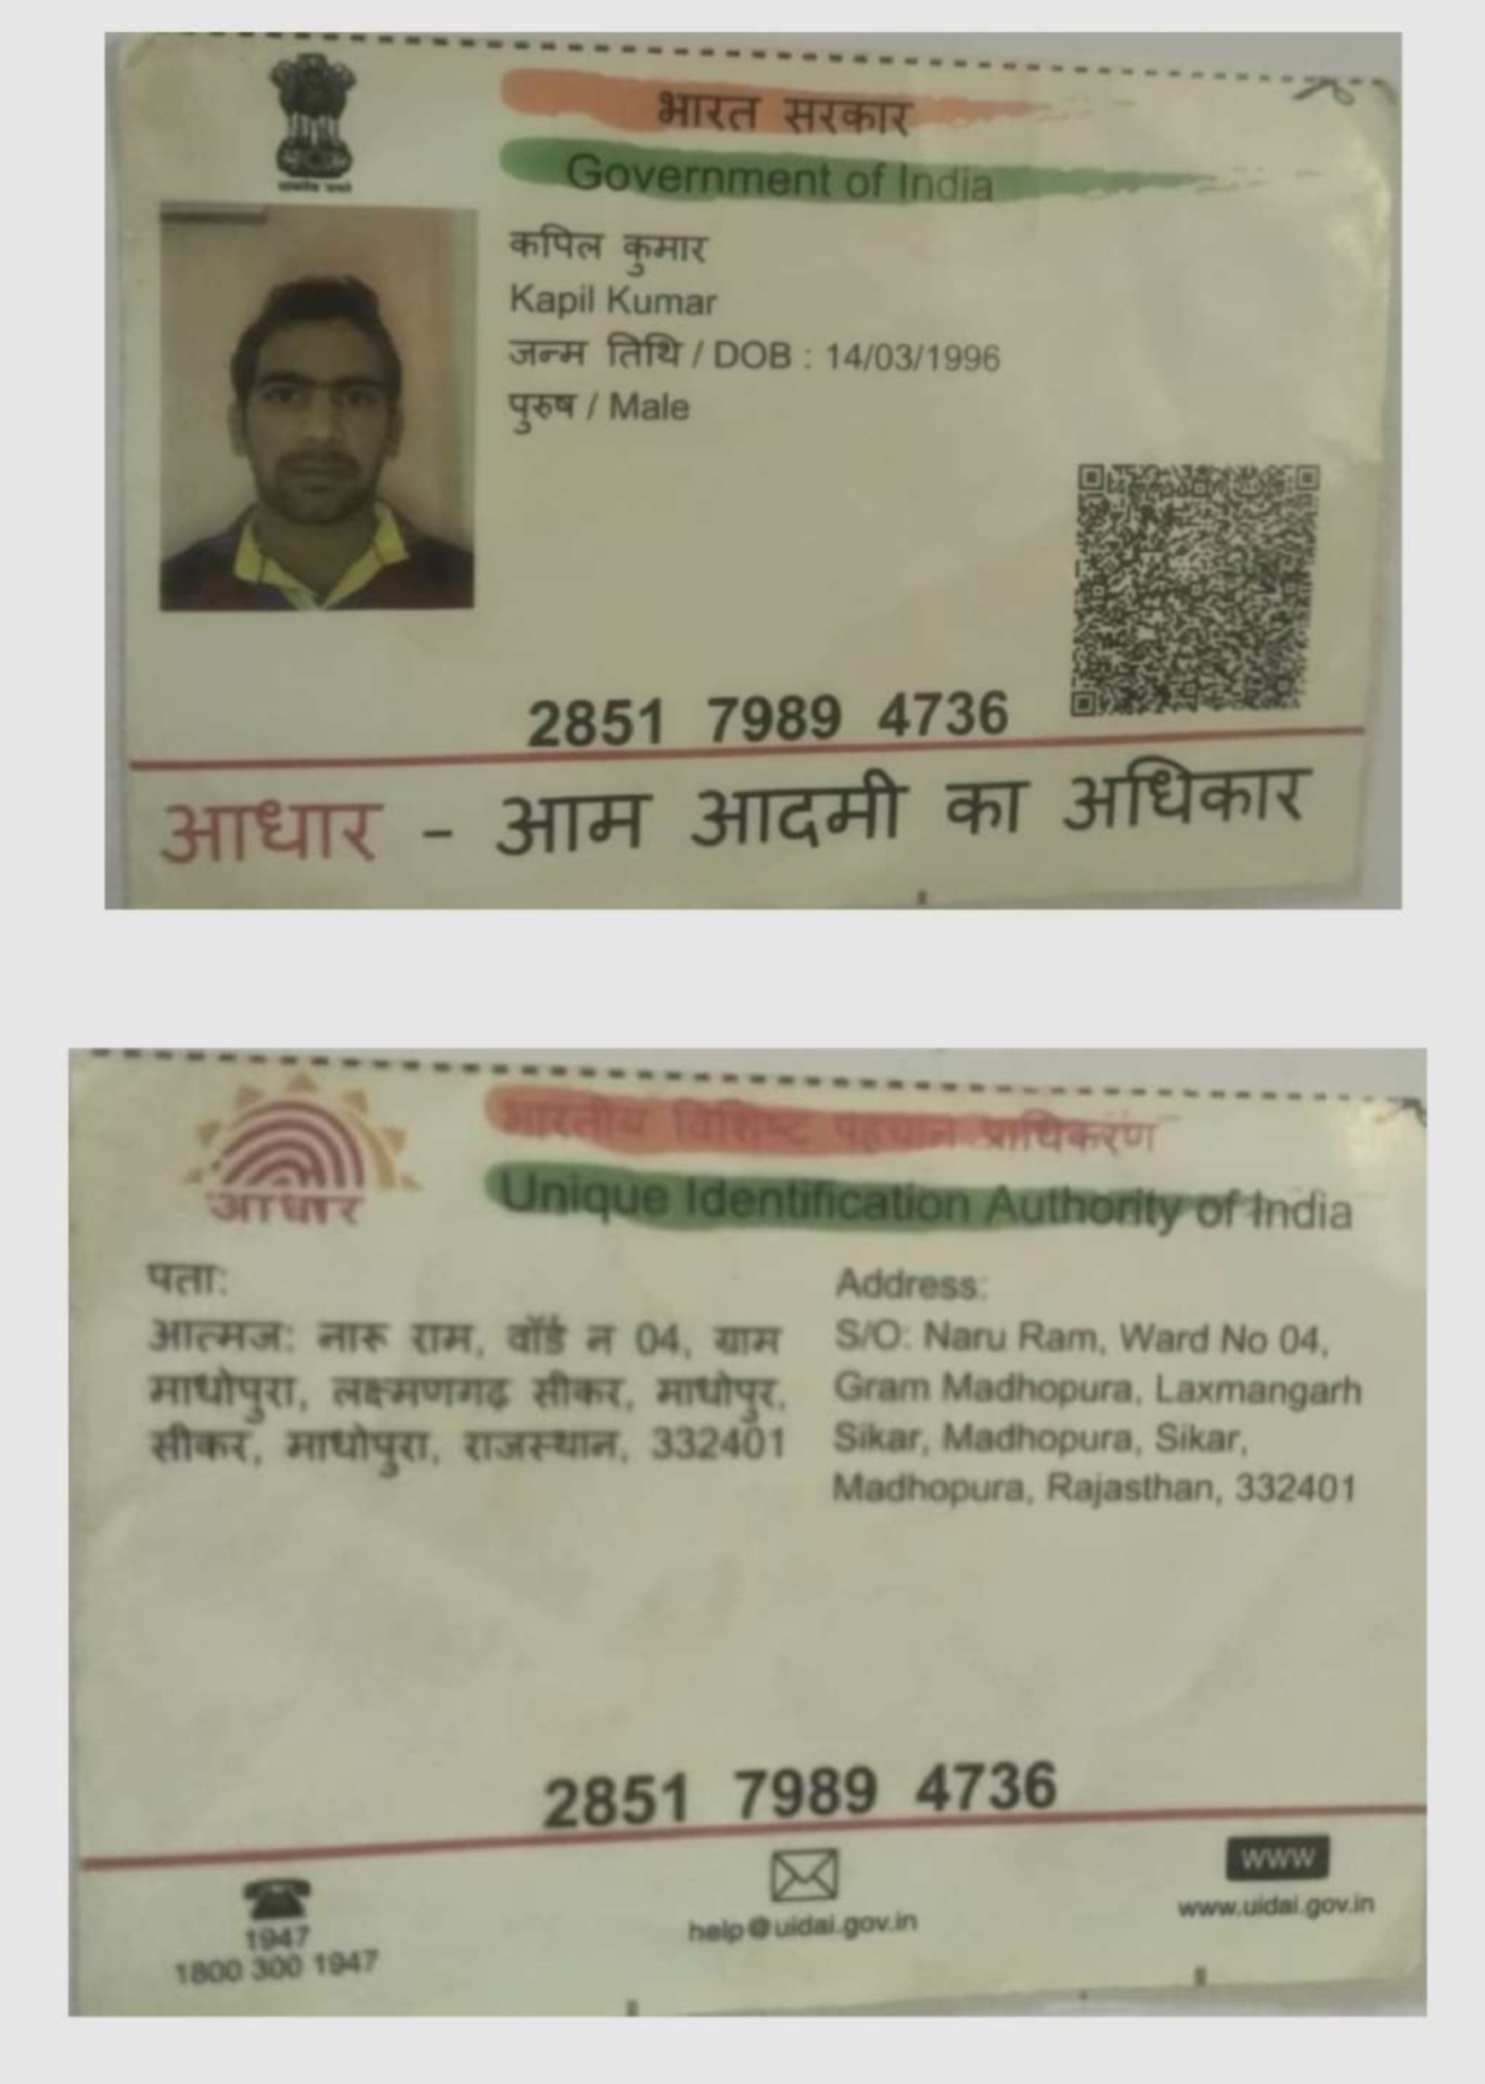 भारत सरकार
Government of India
कपिल कुमार
Kapil Kumar
जन्म तिथि / DOB : 14/03/1996
पुरुष / Male
2851 7989 4736
आधार - आम आदमी का अधिकार
भारतीय विशिष्ट पहचान प्राधिकरण
Unique Identification Authority of India
आधार
पता:
आत्मज: नारू राम, वॉर्ड न 04, ग्राम
माधोपुरा, लक्ष्मणगढ़ सीकर, माधोपुर,
सीकर, माधोपुरा, राजस्थान, 332401
Address:
S/O: Naru Ram, Ward No 04,
Gram Madhopura, Laxmangarh
Sikar, Madhopura, Sikar,
Madhopura, Rajasthan, 332401
2851 7989 4736
1947
1800 300 1947
help@uidai.gov.in
www
www.uidai.gov.in